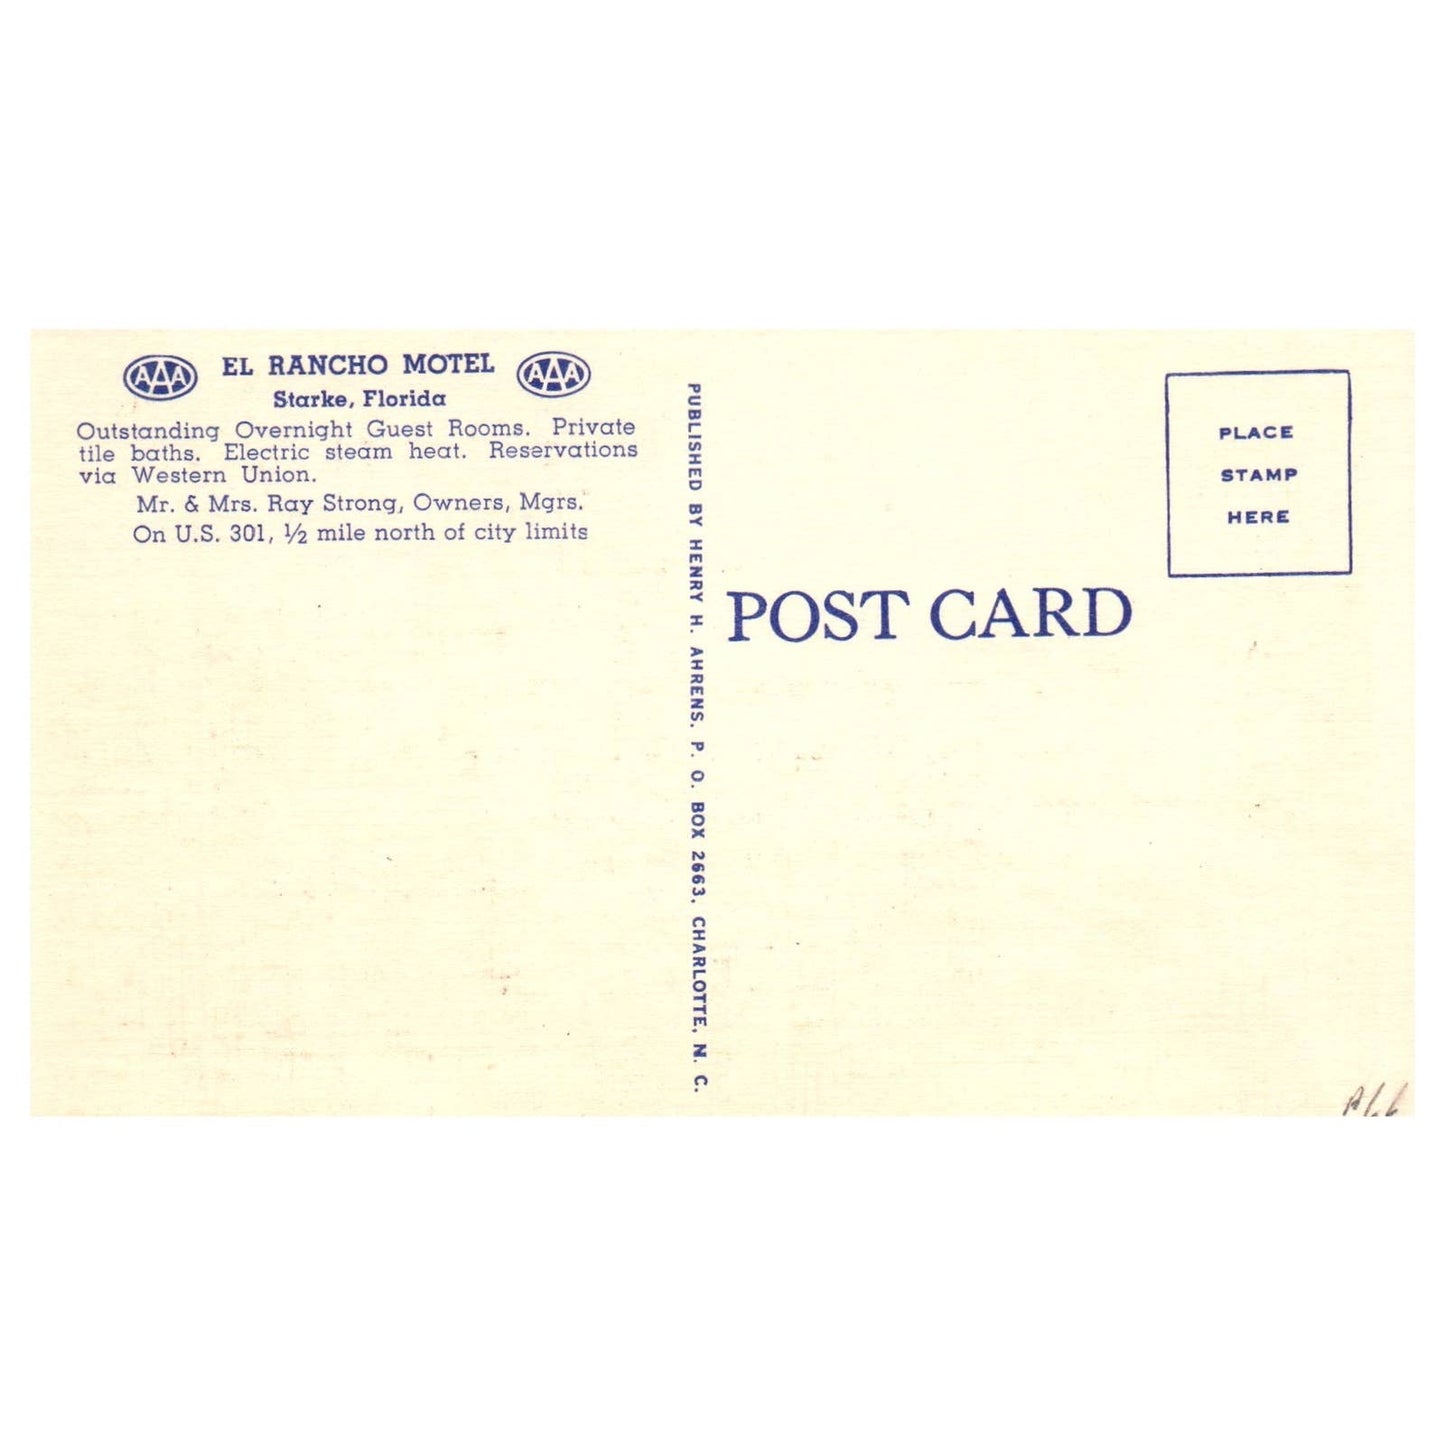 AAA
EL RANCHO MOTEL
AAA
Starke, Florida
Outstanding Overnight Guest Rooms. Private
tile baths. Electric steam heat. Reservations
via Western Union.
Mr. & Mrs. Ray Strong, Owners, Mgrs.
On U.S. 301, ½ mile north of city limits
PUBLISHED BY HENRY H. AHRENS, P. O. BOX 2663, CHARLOTTE, N. C.
POST CARD
PLACE
STAMP
HERE